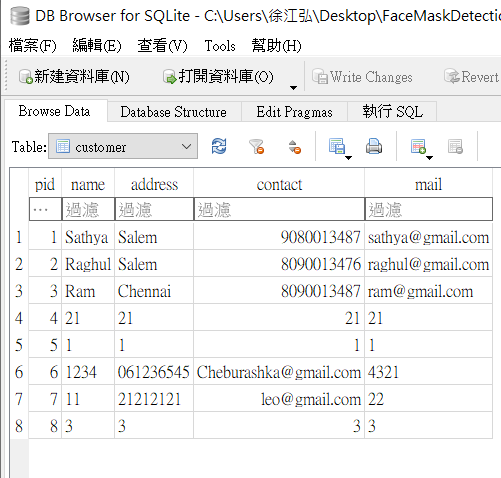 DB Browser for SQLite - C:\Users\徐江弘\Desktop\FaceMaskDetectic
檔案(F) 編輯(E) 查看(V) Tools 幫助(H)
新建資料庫(N) 打開資料庫(O) Write Changes Revert
Browse Data Database Structure Edit Pragmas 執行 SQL
Table: customer
pid name address contact mail
... 過濾 過濾 過濾 過濾
1 1 Sathya Salem 9080013487 sathya@gmail.com
2 2 Raghul Salem 8090013476 raghul@gmail.com
3 3 Ram Chennai 8090013487 ram@gmail.com
4 4 21 21 21 21
5 5 1 1 1 1
6 6 1234 061236545 Cheburashka@gmail.com 4321
7 7 11 21212121 leo@gmail.com 22
8 8 3 3 3 3